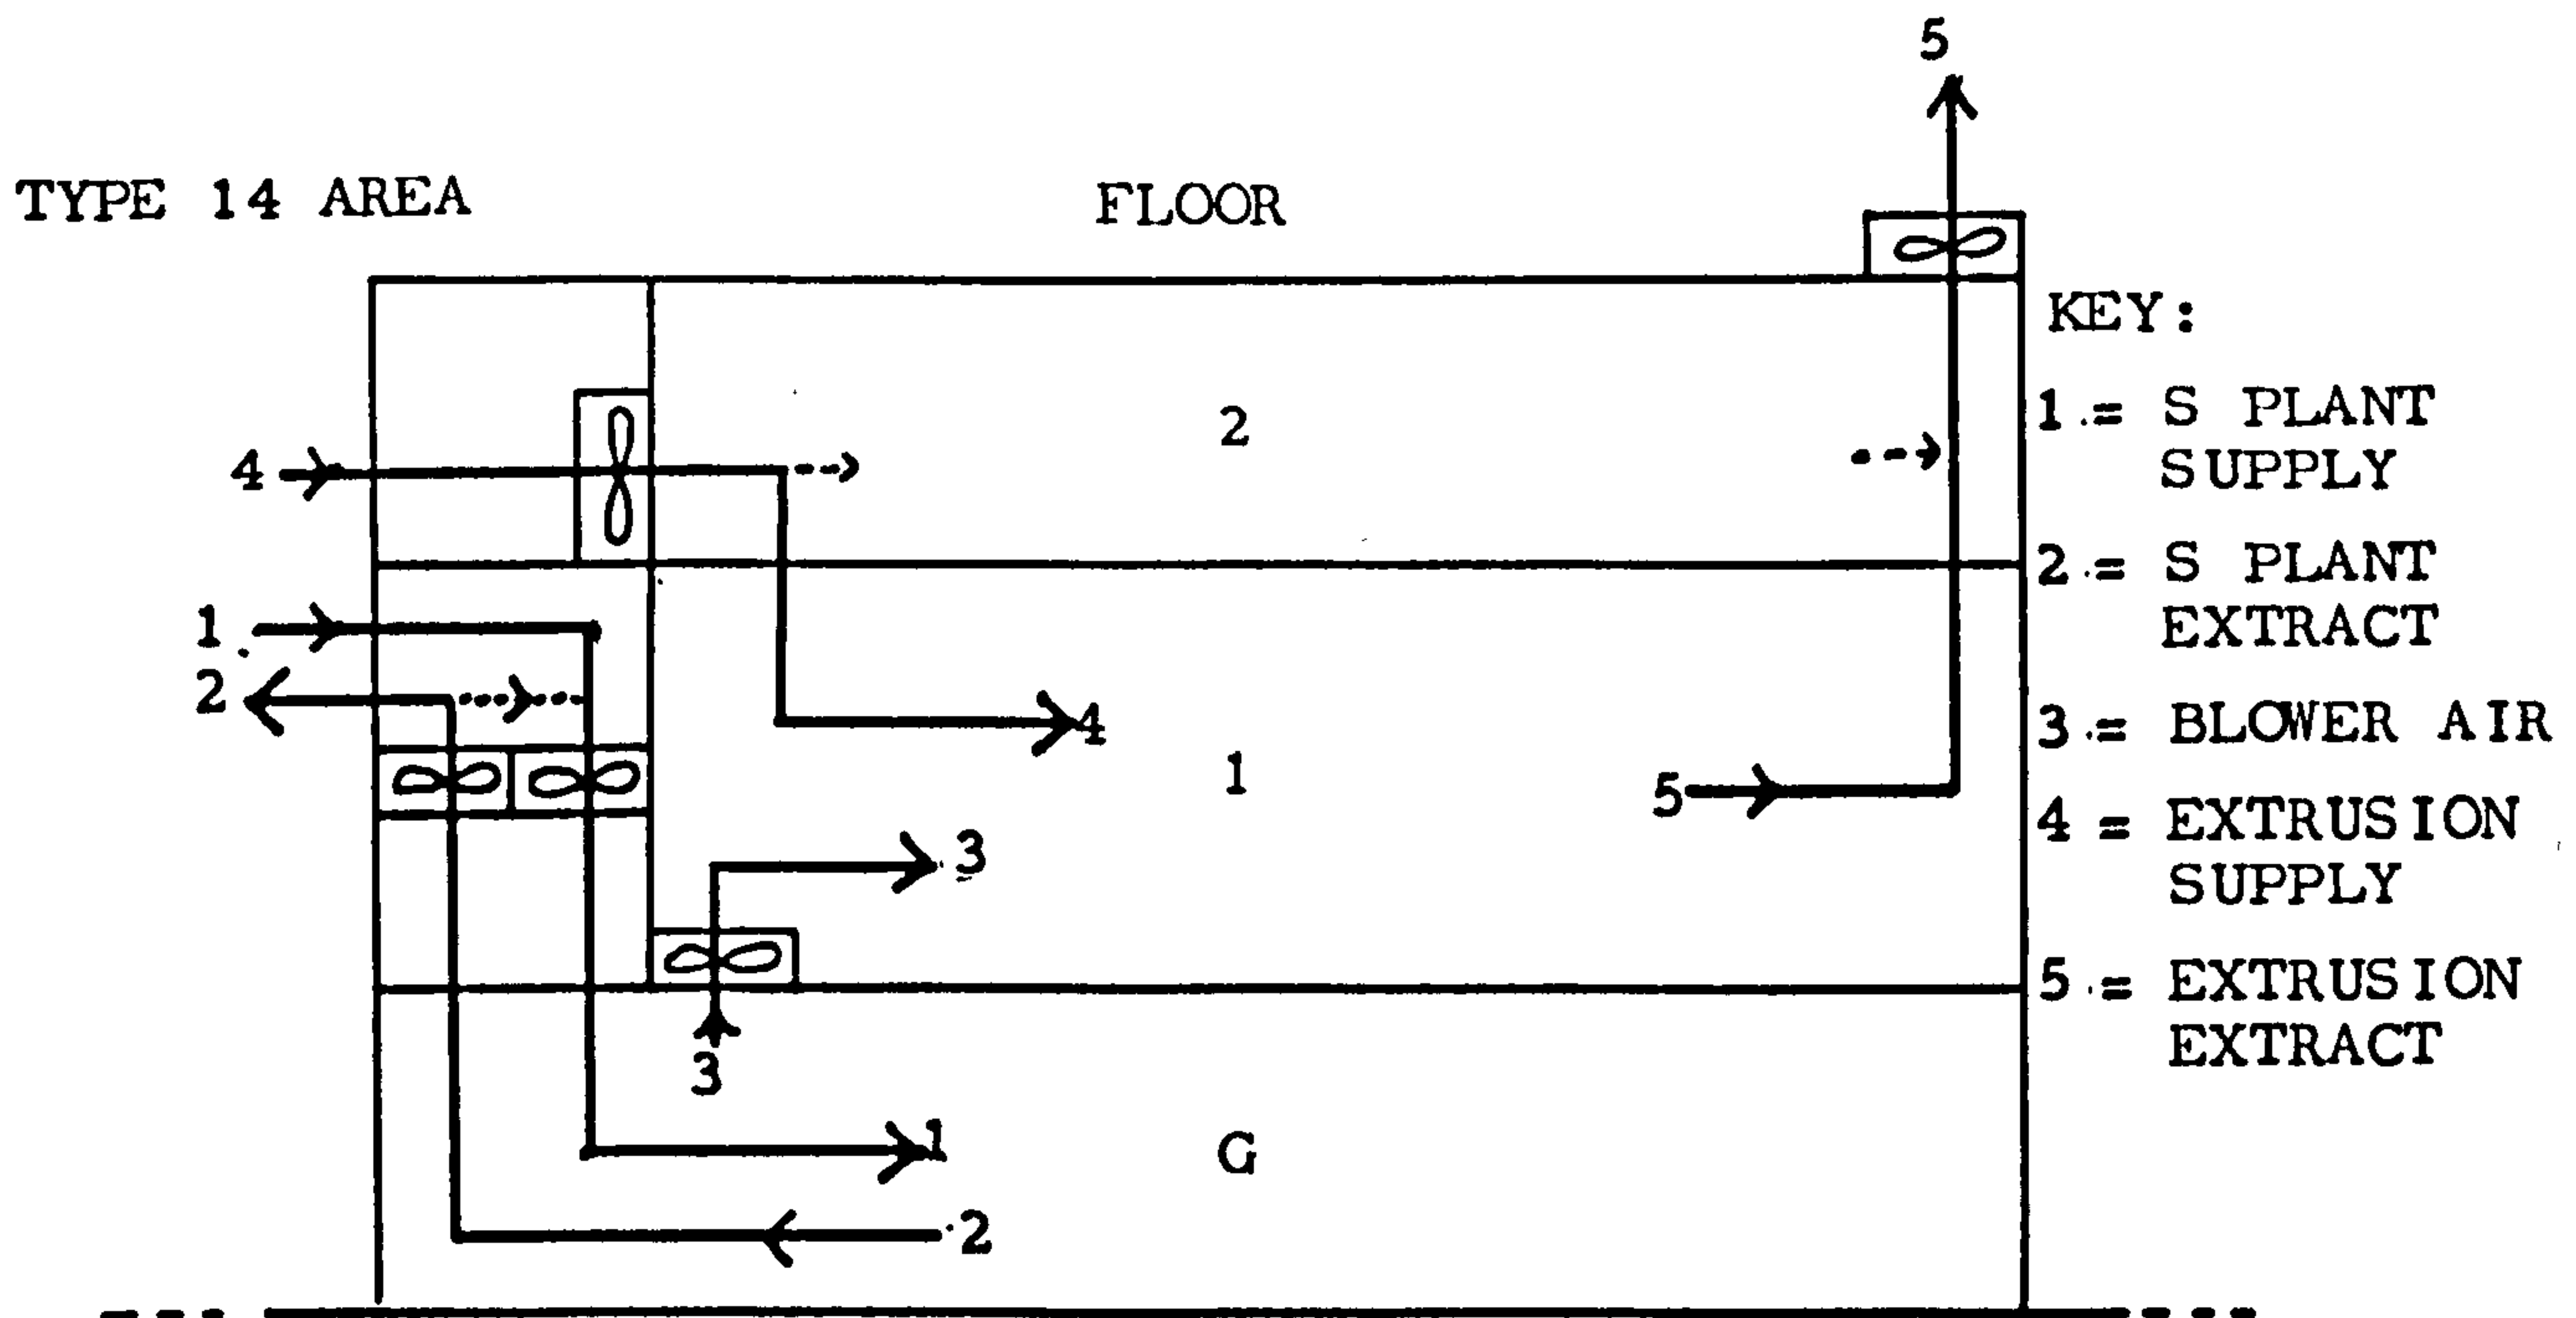 5
TYPE 14 AREA
FLOOR
KEY:
1 = S PLANT
SUPPLY
2 = S PLANT
EXTRACT
3 = BLOWER AIR
4 = EXTRUSION
SUPPLY
5 = EXTRUSION
EXTRACT
2
4
1
2
4
1
5
3
3
1
G
2